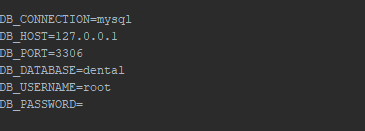 DB_CONNECTION=mysql
DB_HOST=127.0.0.1
DB_PORT=3306
DB_DATABASE=dental
DB_USERNAME=root
DB_PASSWORD=